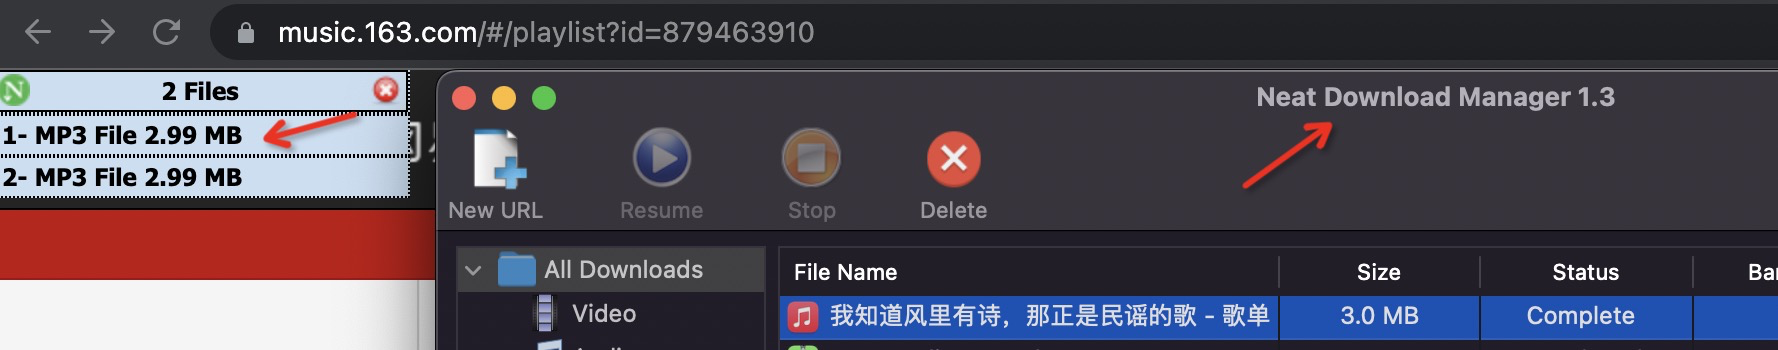 music.163.com/#/playlist?id=879463910
N
2 Files
1- MP3 File 2.99 MB
2- MP3 File 2.99 MB
Neat Download Manager 1.3
New URL
Resume
Stop
Delete
All Downloads
Video
File Name
Size
Status
我知道风里有诗，那正是民谣的歌 - 歌单
3.0 MB
Complete